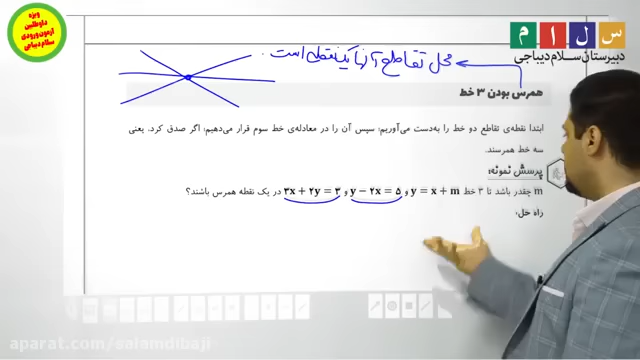 ویژه
داوطلبین
آزمون ورودی
سلام دیباجی
س ل ا م
دبیرستان سلام دیباجی
محل تقاطع آنها یک نقطه است.
همرس بودن ۳ خط
ابتدا نقطه‌ی تقاطع دو خط را به‌دست می‌آوریم؛ سپس آن را در معادله‌ی خط سوم قرار می‌دهیم؛ اگر صدق کرد، یعنی
سه خط همرسند.
پرسش نمونه:
m چقدر باشد تا ۳ خط y = x + m و y − ۲x = ۵ و ۳x + ۲y = ۳ در یک نقطه همرس باشند؟
راه حل:
aparat.com/salamdibaji